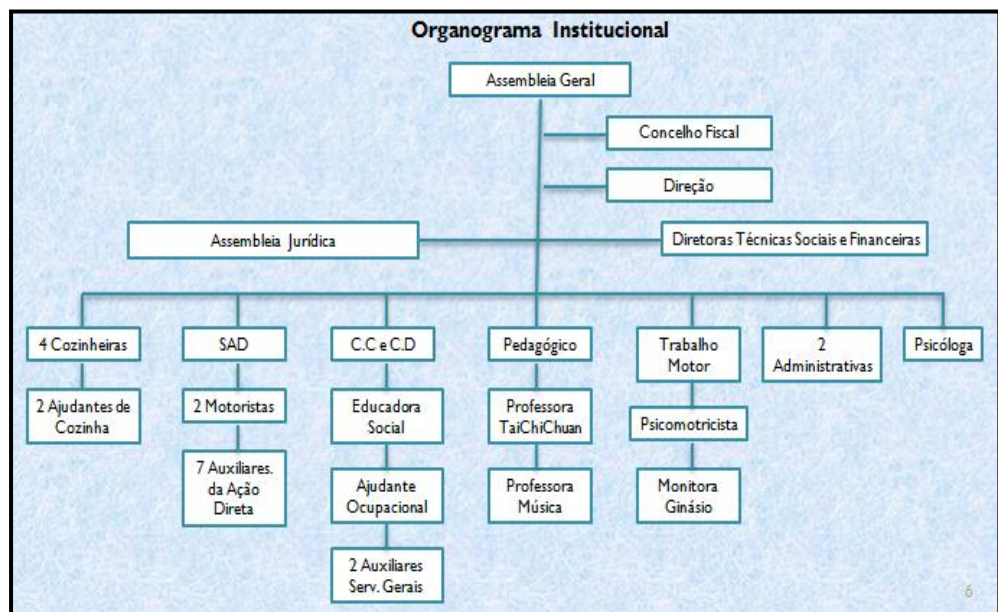 Organograma Institucional
Assembleia Geral
Concelho Fiscal
Direção
Assembleia Jurídica
Diretoras Técnicas Sociais e Financeiras
4 Cozinheiras
SAD
C.C e C.D
Pedagógico
Trabalho
Motor
2
Administrativas
Psicóloga
2 Ajudantes de
Cozinha
2 Motoristas
Educadora
Social
Professora
TaiChiChuan
Psicomotricista
7 Auxiliares.
da Ação
Direta
Ajudante
Ocupacional
Professora
Música
Monitora
Ginásio
2 Auxiliares
Serv. Gerais
6